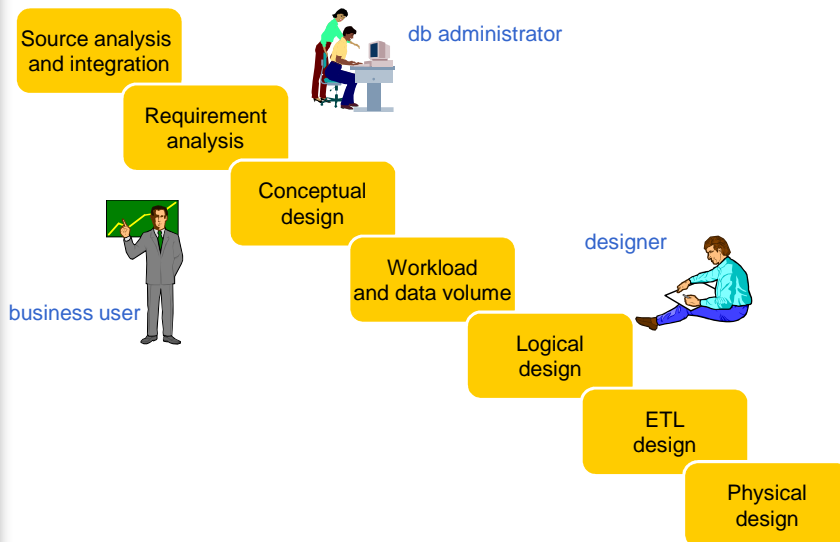 Source analysis
and integration
db administrator
Requirement
analysis
Conceptual
design
designer
Workload
and data volume
business user
Logical
design
ETL
design
Physical
design